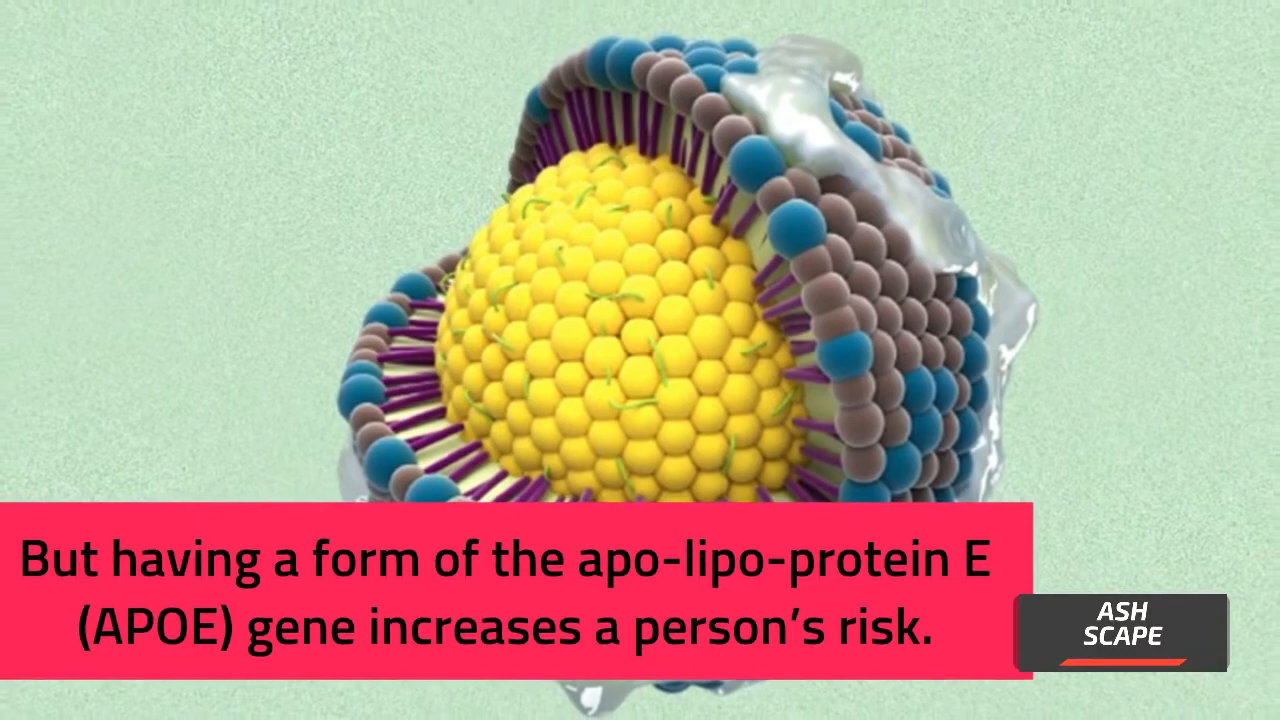 But having a form of the apo-lipo-protein E
(APOE) gene increases a person’s risk.
ASH
SCAPE